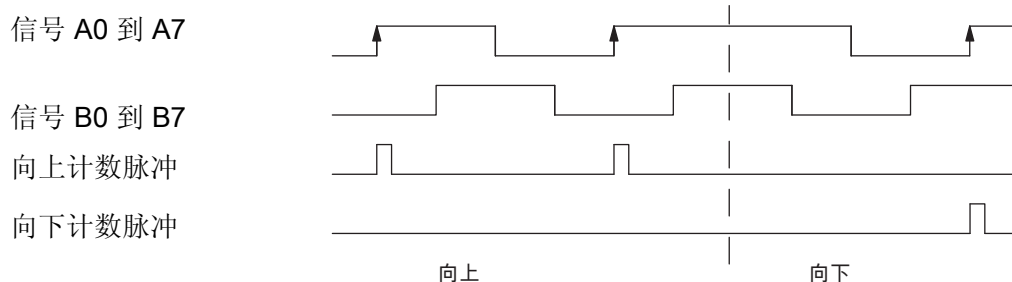 信号 A0 到 A7
信号 B0 到 B7
向上计数脉冲
向下计数脉冲
向上 向下